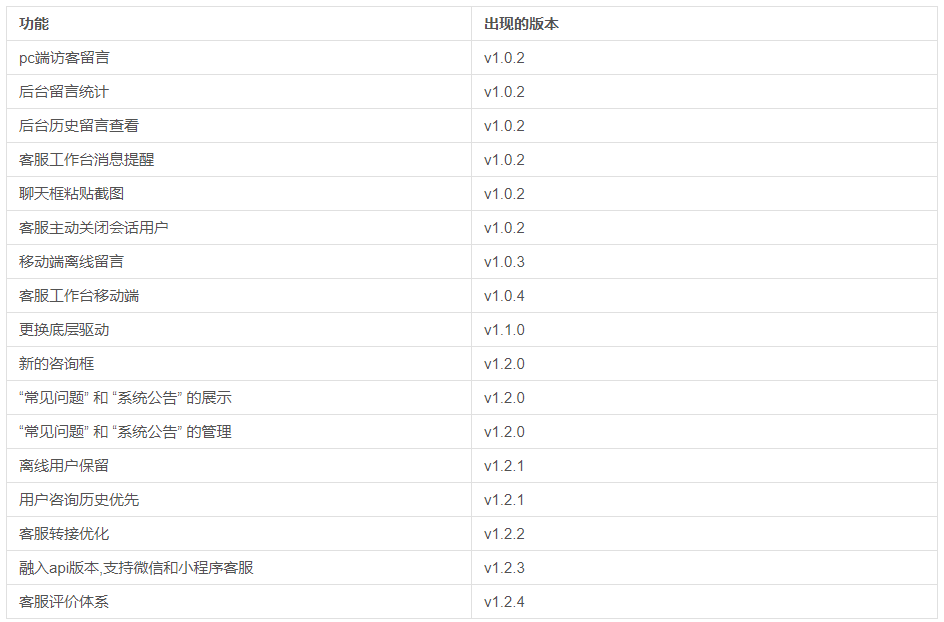 功能 出现的版本
pc端访客留言 v1.0.2
后台留言统计 v1.0.2
后台历史留言查看 v1.0.2
客服工作台消息提醒 v1.0.2
聊天框粘贴截图 v1.0.2
客服主动关闭会话用户 v1.0.2
移动端离线留言 v1.0.3
客服工作台移动端 v1.0.4
更换底层驱动 v1.1.0
新的咨询框 v1.2.0
“常见问题” 和 “系统公告” 的展示 v1.2.0
“常见问题” 和 “系统公告” 的管理 v1.2.0
离线用户保留 v1.2.1
用户咨询历史优先 v1.2.1
客服转接优化 v1.2.2
融入api版本,支持微信和小程序客服 v1.2.3
客服评价体系 v1.2.4